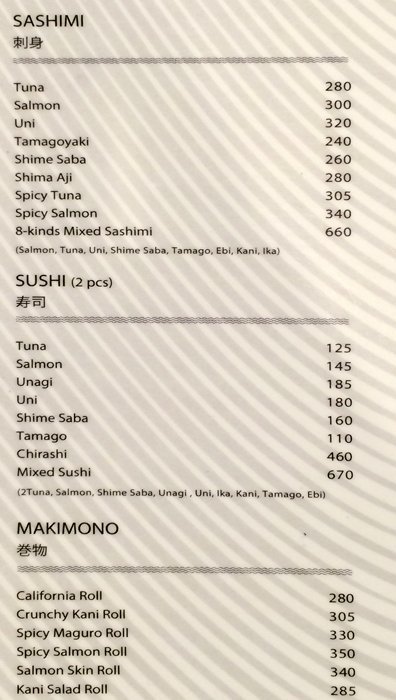 SASHIMI
刺身
Tuna 280
Salmon 300
Uni 320
Tamagoyaki 240
Shime Saba 260
Shima Aji 280
Spicy Tuna 305
Spicy Salmon 340
8-kinds Mixed Sashimi 660
(Salmon, Tuna, Uni, Shime Saba, Tamago, Ebi, Kani, Ika)
SUSHI (2 pcs)
寿司
Tuna 125
Salmon 145
Unagi 185
Uni 180
Shime Saba 160
Tamago 110
Chirashi 460
Mixed Sushi 670
(2Tuna, Salmon, Shime Saba, Unagi , Uni, Ika, Kani, Tamago, Ebi)
MAKIMONO
巻物
California Roll 280
Crunchy Kani Roll 305
Spicy Maguro Roll 330
Spicy Salmon Roll 350
Salmon Skin Roll 340
Kani Salad Roll 285